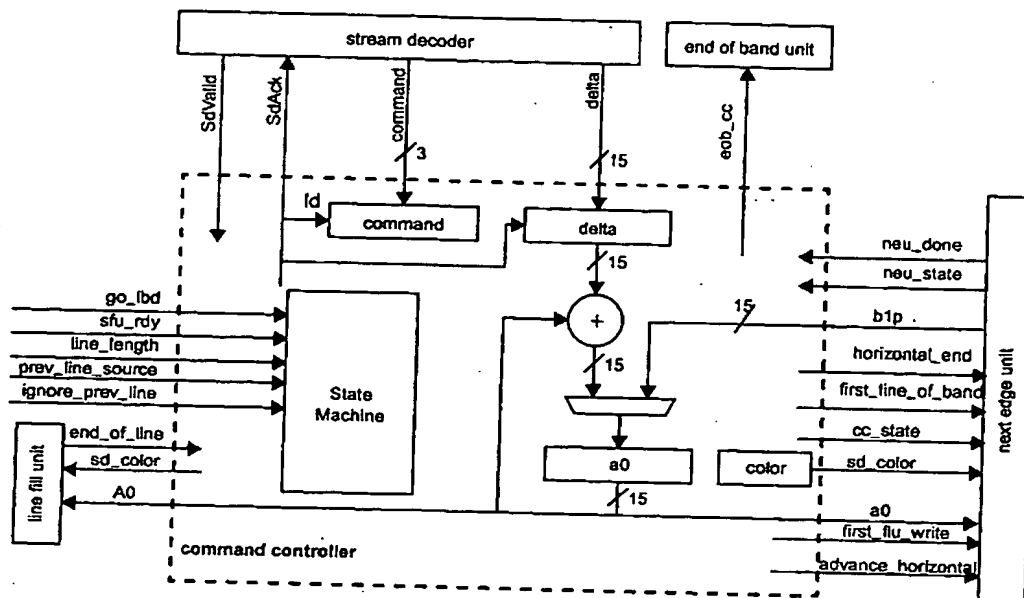 stream decoder
end of band unit
SdValid
SdAck
command
delta
eob_cc
3
15
ld
command
delta
neu_done
neu_state
15
go_lbd
15
b1p
sfu_rdy
+
line_length
horizontal_end
prev_line_source
15
ignore_prev_line
State
Machine
first_line_of_band
next edge unit
line fill unit
end_of_line
cc_state
sd_color
a0
color
sd_color
A0
15
a0
first_flu_write
command controller
advance_horizontal